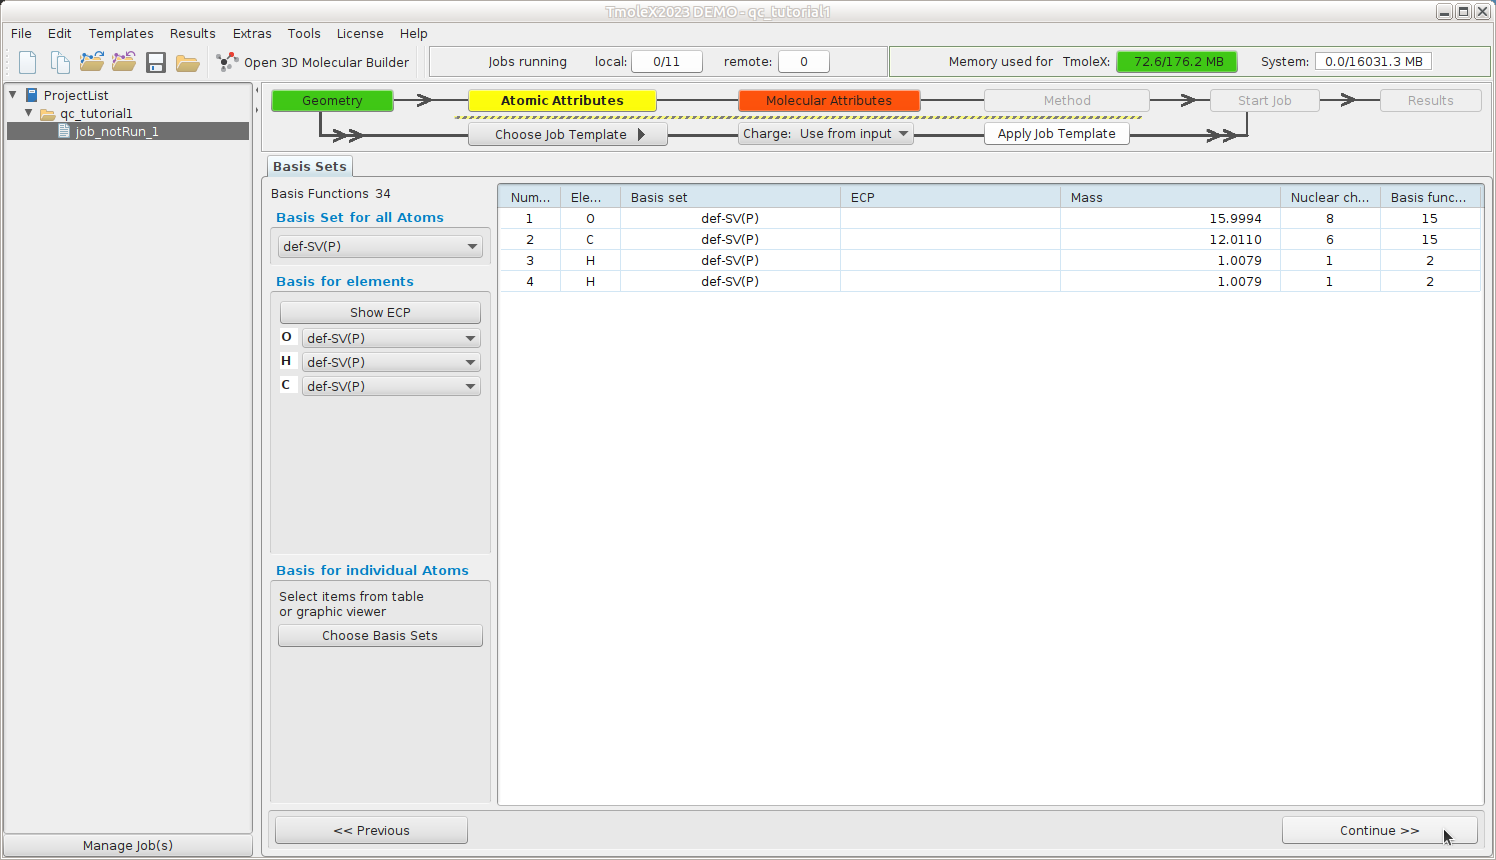 TmoleX2023 DEMO - qc_tutorial1
File Edit Templates Results Extras Tools License Help
Open 3D Molecular Builder Jobs running local: 0/11 remote: 0 Memory used for TmoleX: 72.6/176.2 MB System: 0.0/16031.3 MB
ProjectList
qc_tutorial1
job_notRun_1
Manage Job(s)
Geometry Atomic Attributes Molecular Attributes Method Start Job Results
Choose Job Template Charge: Use from input Apply Job Template
Basis Sets
Basis Functions 34
Basis Set for all Atoms
def-SV(P)
Basis for elements
Show ECP
O def-SV(P)
H def-SV(P)
C def-SV(P)
Basis for individual Atoms
Select items from table
or graphic viewer
Choose Basis Sets
Num... Ele... Basis set ECP Mass Nuclear ch... Basis func...
1 O def-SV(P) 15.9994 8 15
2 C def-SV(P) 12.0110 6 15
3 H def-SV(P) 1.0079 1 2
4 H def-SV(P) 1.0079 1 2
<< Previous Continue >>